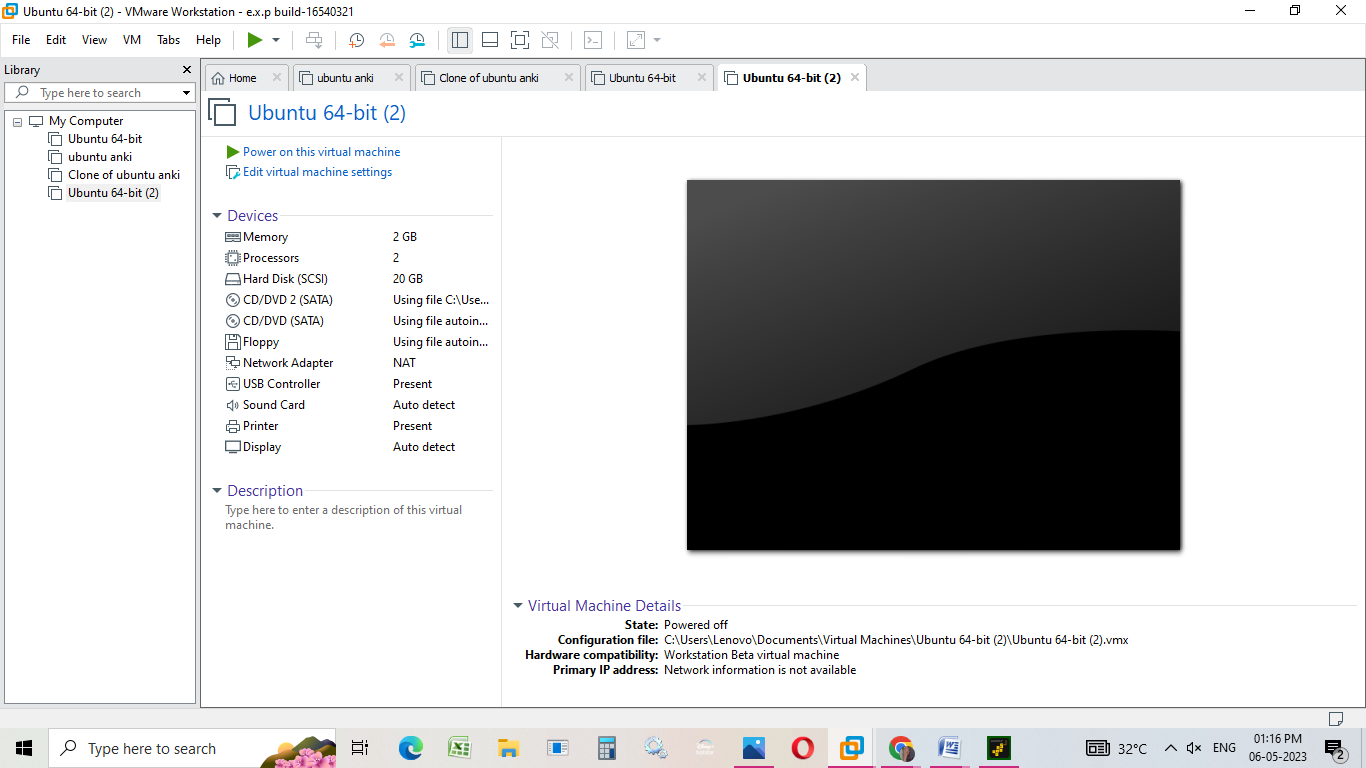 Ubuntu 64-bit (2) - VMware Workstation - e.x.p build-16540321
File Edit View VM Tabs Help
Library
Type here to search
My Computer
Ubuntu 64-bit
ubuntu anki
Clone of ubuntu anki
Ubuntu 64-bit (2)
Home ubuntu anki Clone of ubuntu anki Ubuntu 64-bit Ubuntu 64-bit (2)
Ubuntu 64-bit (2)
Power on this virtual machine
Edit virtual machine settings
Devices
Memory 2 GB
Processors 2
Hard Disk (SCSI) 20 GB
CD/DVD 2 (SATA) Using file C:\Use...
CD/DVD (SATA) Using file autoin...
Floppy Using file autoin...
Network Adapter NAT
USB Controller Present
Sound Card Auto detect
Printer Present
Display Auto detect
Description
Type here to enter a description of this virtual
machine.
Virtual Machine Details
State: Powered off
Configuration file: C:\Users\Lenovo\Documents\Virtual Machines\Ubuntu 64-bit (2)\Ubuntu 64-bit (2).vmx
Hardware compatibility: Workstation Beta virtual machine
Primary IP address: Network information is not available
Type here to search
32°C
ENG
01:16 PM
06-05-2023
2